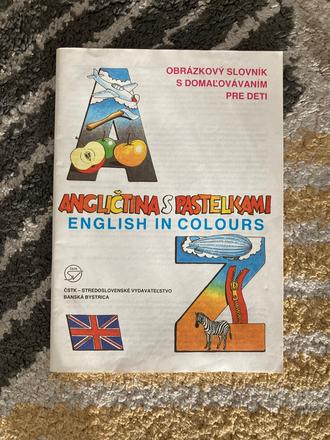 OBRÁZKOVÝ SLOVNÍK
S DOMAĽOVÁVANÍM
PRE DETI
A
ANGLIČTINA S PASTELKAMI
ENGLISH IN COLOURS
ČSTK – STREDOSLOVENSKÉ VYDAVATEĽSTVO
BANSKÁ BYSTRICA
Z